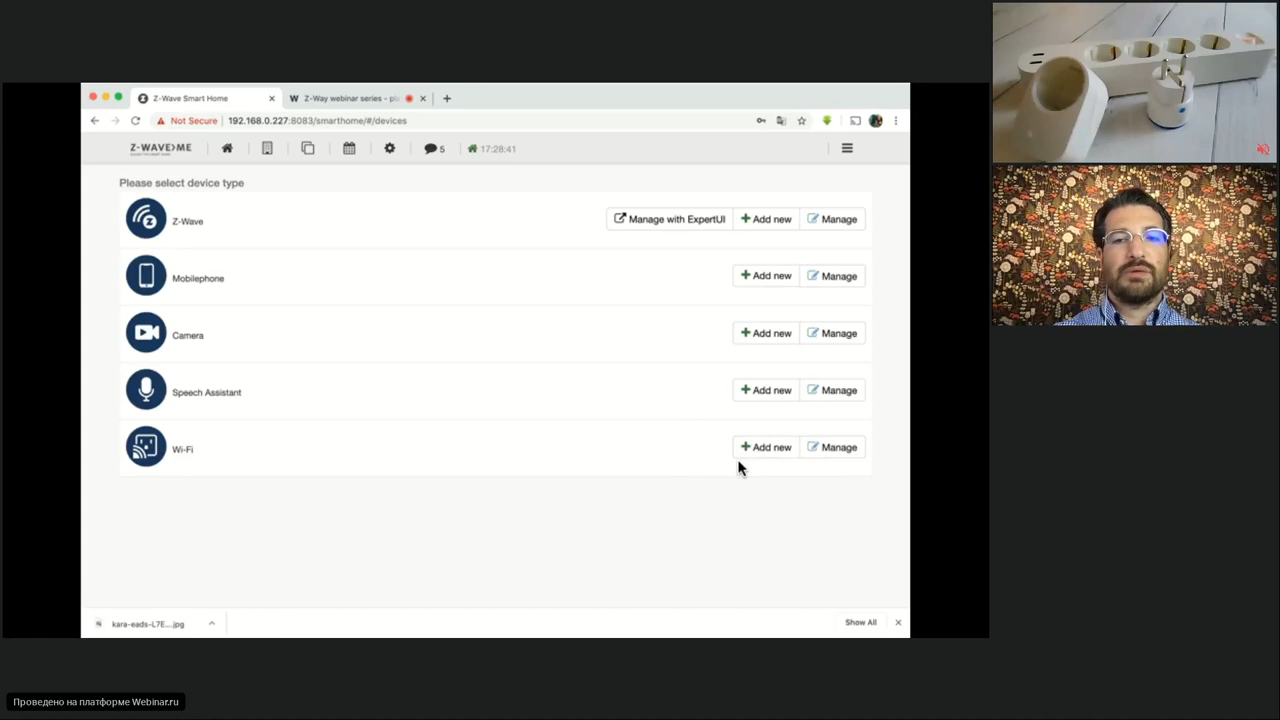 Z-Wave Smart Home
Z-Way webinar series - pl
Not Secure
192.168.0.227:8083/smarthome/#/devices
Z-WAVE>ME
5
17:28:41
Please select device type
Z-Wave
Manage with ExpertUI
Add new
Manage
Mobilephone
Add new
Manage
Camera
Add new
Manage
Speech Assistant
Add new
Manage
Wi-Fi
Add new
Manage
kara-eads-L7E....jpg
Show All
Проведено на платформе Webinar.ru